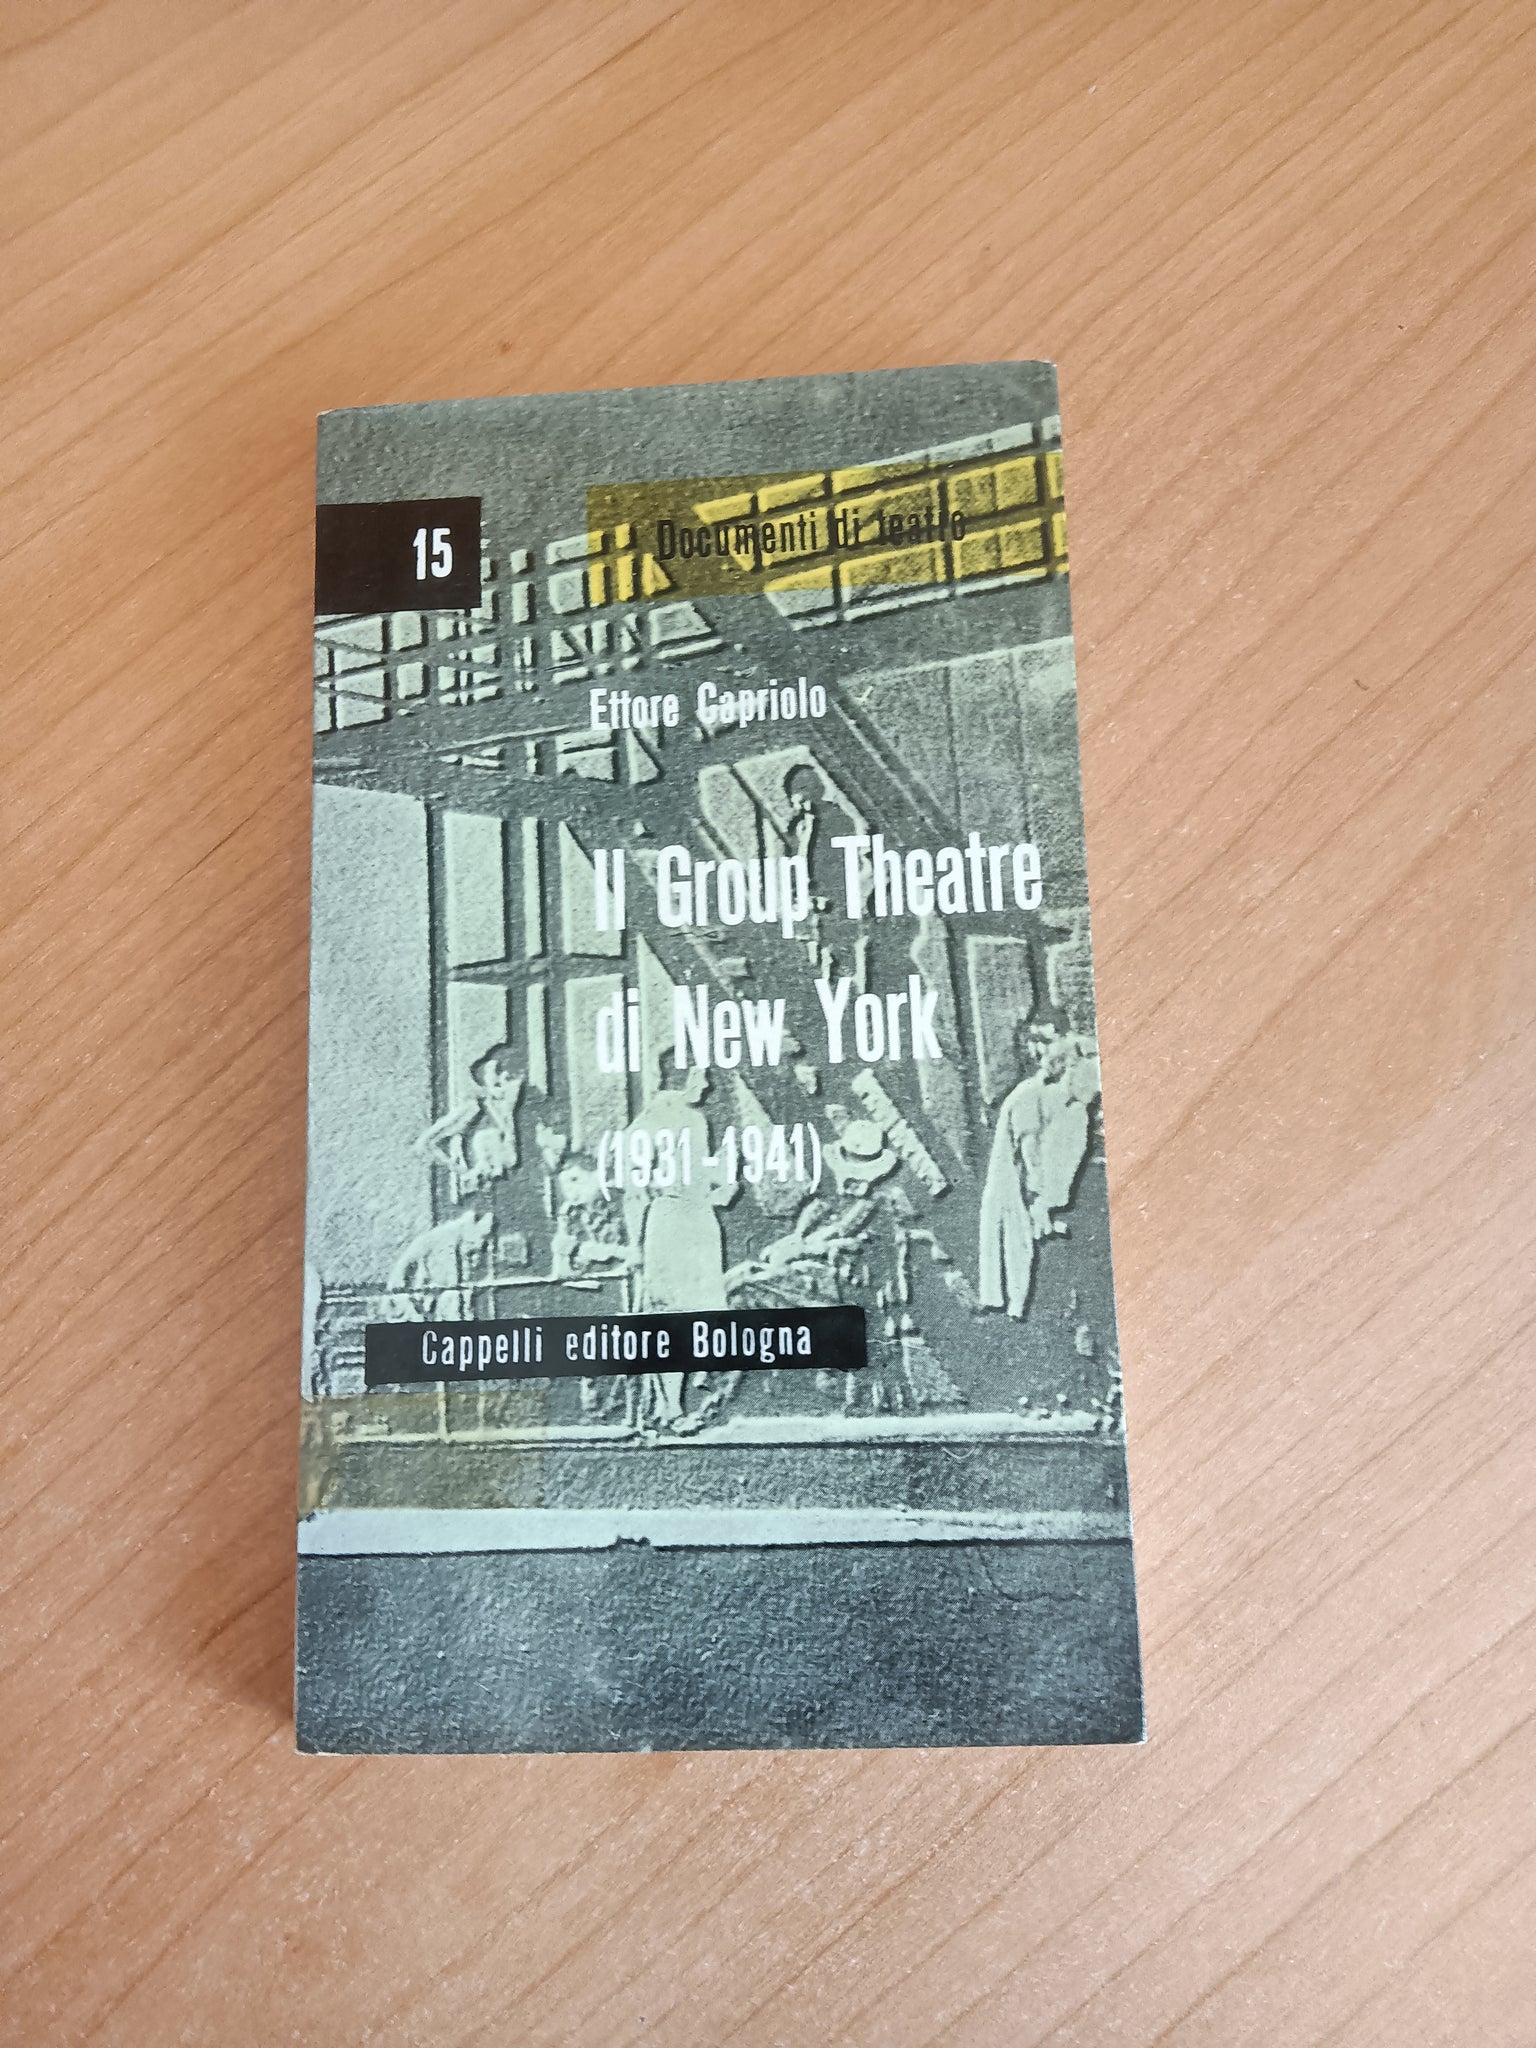 15
Documenti di teatro
Ettore Capriolo
Il Group Theatre
di New York
(1931-1941)
Cappelli editore Bologna